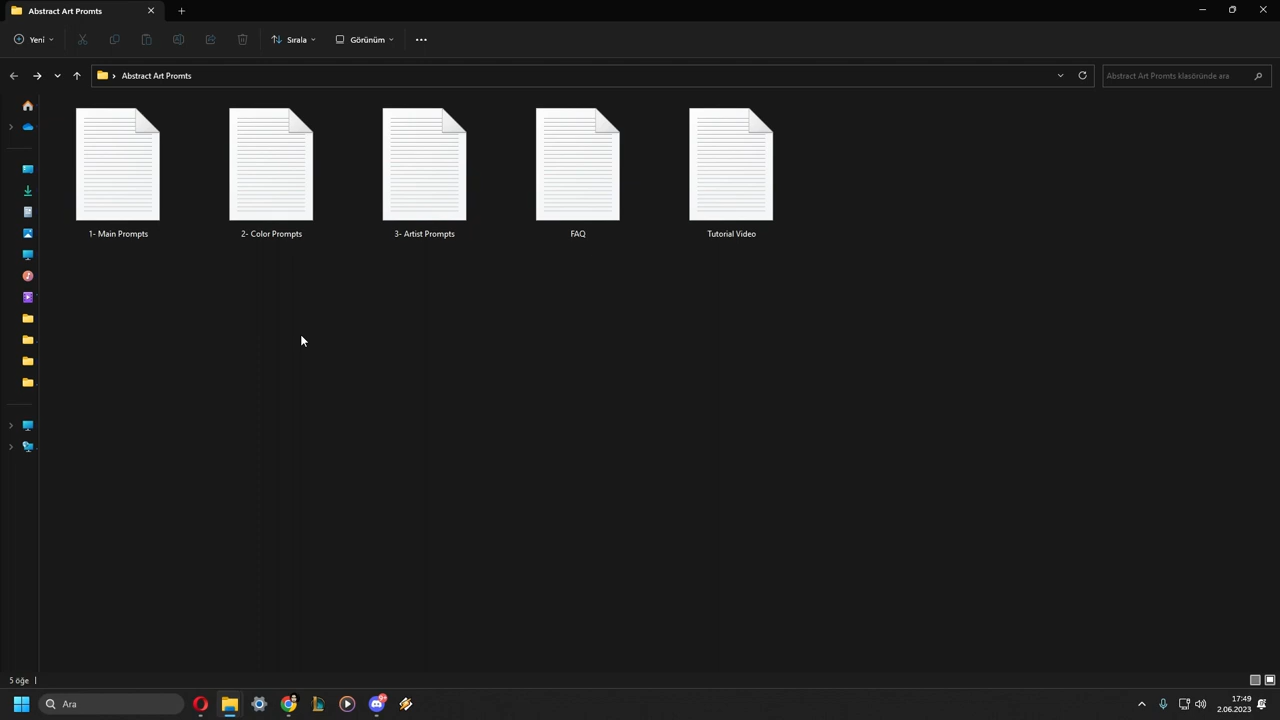 Abstract Art Promts
Yeni
Sırala
Görünüm
Abstract Art Promts
Abstract Art Promts klasöründe ara
1- Main Prompts
2- Color Prompts
3- Artist Prompts
FAQ
Tutorial Video
5 öğe
Ara
9+
17:49
2.06.2023